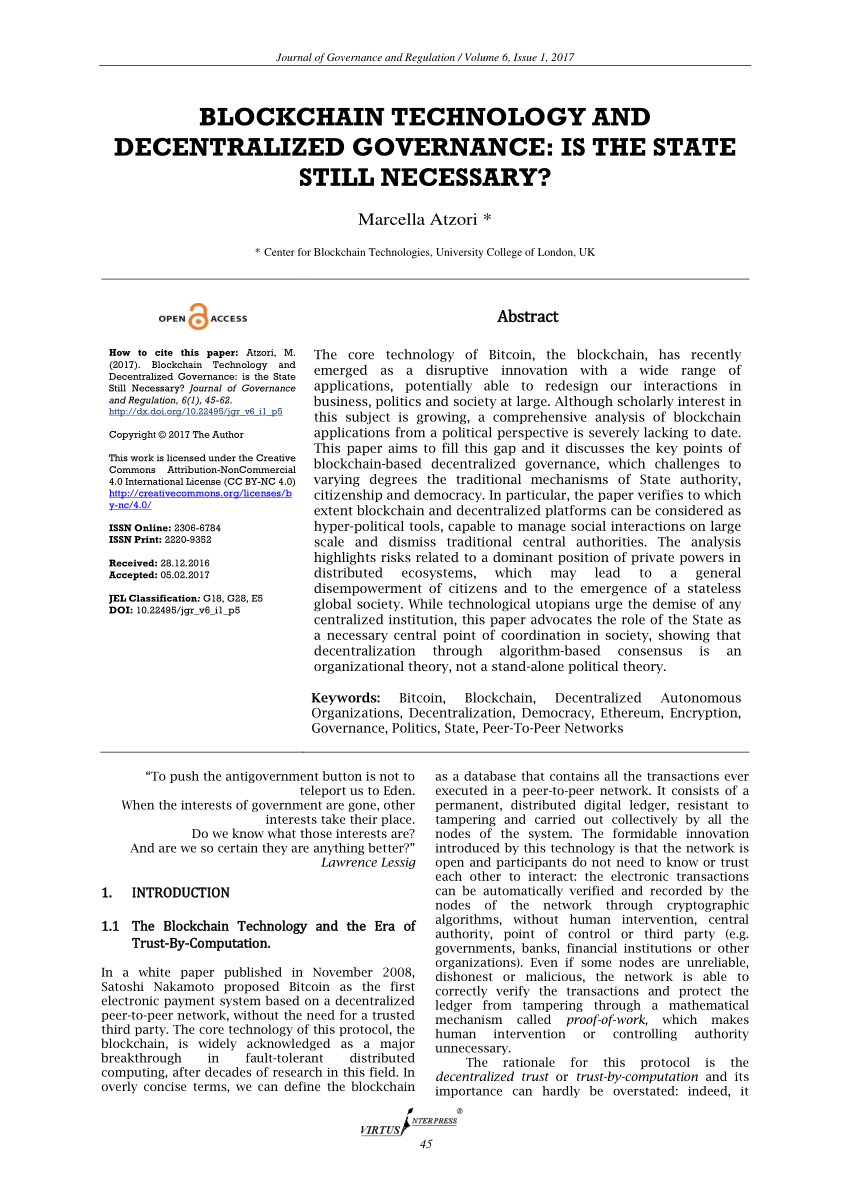 Journal of Governance and Regulation / Volume 6, Issue 1, 2017
BLOCKCHAIN TECHNOLOGY AND
DECENTRALIZED GOVERNANCE: IS THE STATE
STILL NECESSARY?
Marcella Atzori *
* Center for Blockchain Technologies, University College of London, UK
OPEN ACCESS
How to cite this paper: Atzori, M.
(2017). Blockchain Technology and
Decentralized Governance: is the State
Still Necessary? Journal of Governance
and Regulation, 6(1), 45-62.
http://dx.doi.org/10.22495/jgr_v6_i1_p5
Copyright © 2017 The Author
This work is licensed under the Creative
Commons Attribution-NonCommercial
4.0 International License (CC BY-NC 4.0)
http://creativecommons.org/licenses/b
y-nc/4.0/
ISSN Online: 2306-6784
ISSN Print: 2220-9352
Received: 28.12.2016
Accepted: 05.02.2017
JEL Classification: G18, G28, E5
DOI: 10.22495/jgr_v6_i1_p5
Abstract
The core technology of Bitcoin, the blockchain, has recently
emerged as a disruptive innovation with a wide range of
applications, potentially able to redesign our interactions in
business, politics and society at large. Although scholarly interest in
this subject is growing, a comprehensive analysis of blockchain
applications from a political perspective is severely lacking to date.
This paper aims to fill this gap and it discusses the key points of
blockchain-based decentralized governance, which challenges to
varying degrees the traditional mechanisms of State authority,
citizenship and democracy. In particular, the paper verifies to which
extent blockchain and decentralized platforms can be considered as
hyper-political tools, capable to manage social interactions on large
scale and dismiss traditional central authorities. The analysis
highlights risks related to a dominant position of private powers in
distributed ecosystems, which may lead to a general
disempowerment of citizens and to the emergence of a stateless
global society. While technological utopians urge the demise of any
centralized institution, this paper advocates the role of the State as
a necessary central point of coordination in society, showing that
decentralization through algorithm-based consensus is an
organizational theory, not a stand-alone political theory.
Keywords: Bitcoin, Blockchain, Decentralized Autonomous
Organizations, Decentralization, Democracy, Ethereum, Encryption,
Governance, Politics, State, Peer-To-Peer Networks
“To push the antigovernment button is not to
teleport us to Eden.
When the interests of government are gone, other
interests take their place.
Do we know what those interests are?
And are we so certain they are anything better?”
Lawrence Lessig
1. INTRODUCTION
1.1 The Blockchain Technology and the Era of
Trust-By-Computation.
In a white paper published in November 2008,
Satoshi Nakamoto proposed Bitcoin as the first
electronic payment system based on a decentralized
peer-to-peer network, without the need for a trusted
third party. The core technology of this protocol, the
blockchain, is widely acknowledged as a major
breakthrough in fault-tolerant distributed
computing, after decades of research in this field. In
overly concise terms, we can define the blockchain
as a database that contains all the transactions ever
executed in a peer-to-peer network. It consists of a
permanent, distributed digital ledger, resistant to
tampering and carried out collectively by all the
nodes of the system. The formidable innovation
introduced by this technology is that the network is
open and participants do not need to know or trust
each other to interact: the electronic transactions
can be automatically verified and recorded by the
nodes of the network through cryptographic
algorithms, without human intervention, central
authority, point of control or third party (e.g.
governments, banks, financial institutions or other
organizations). Even if some nodes are unreliable,
dishonest or malicious, the network is able to
correctly verify the transactions and protect the
ledger from tampering through a mathematical
mechanism called proof-of-work, which makes
human intervention or controlling authority
unnecessary.
The rationale for this protocol is the
decentralized trust or trust-by-computation and its
importance can hardly be overstated: indeed, it
VIRTUS INTERPRESS®
45